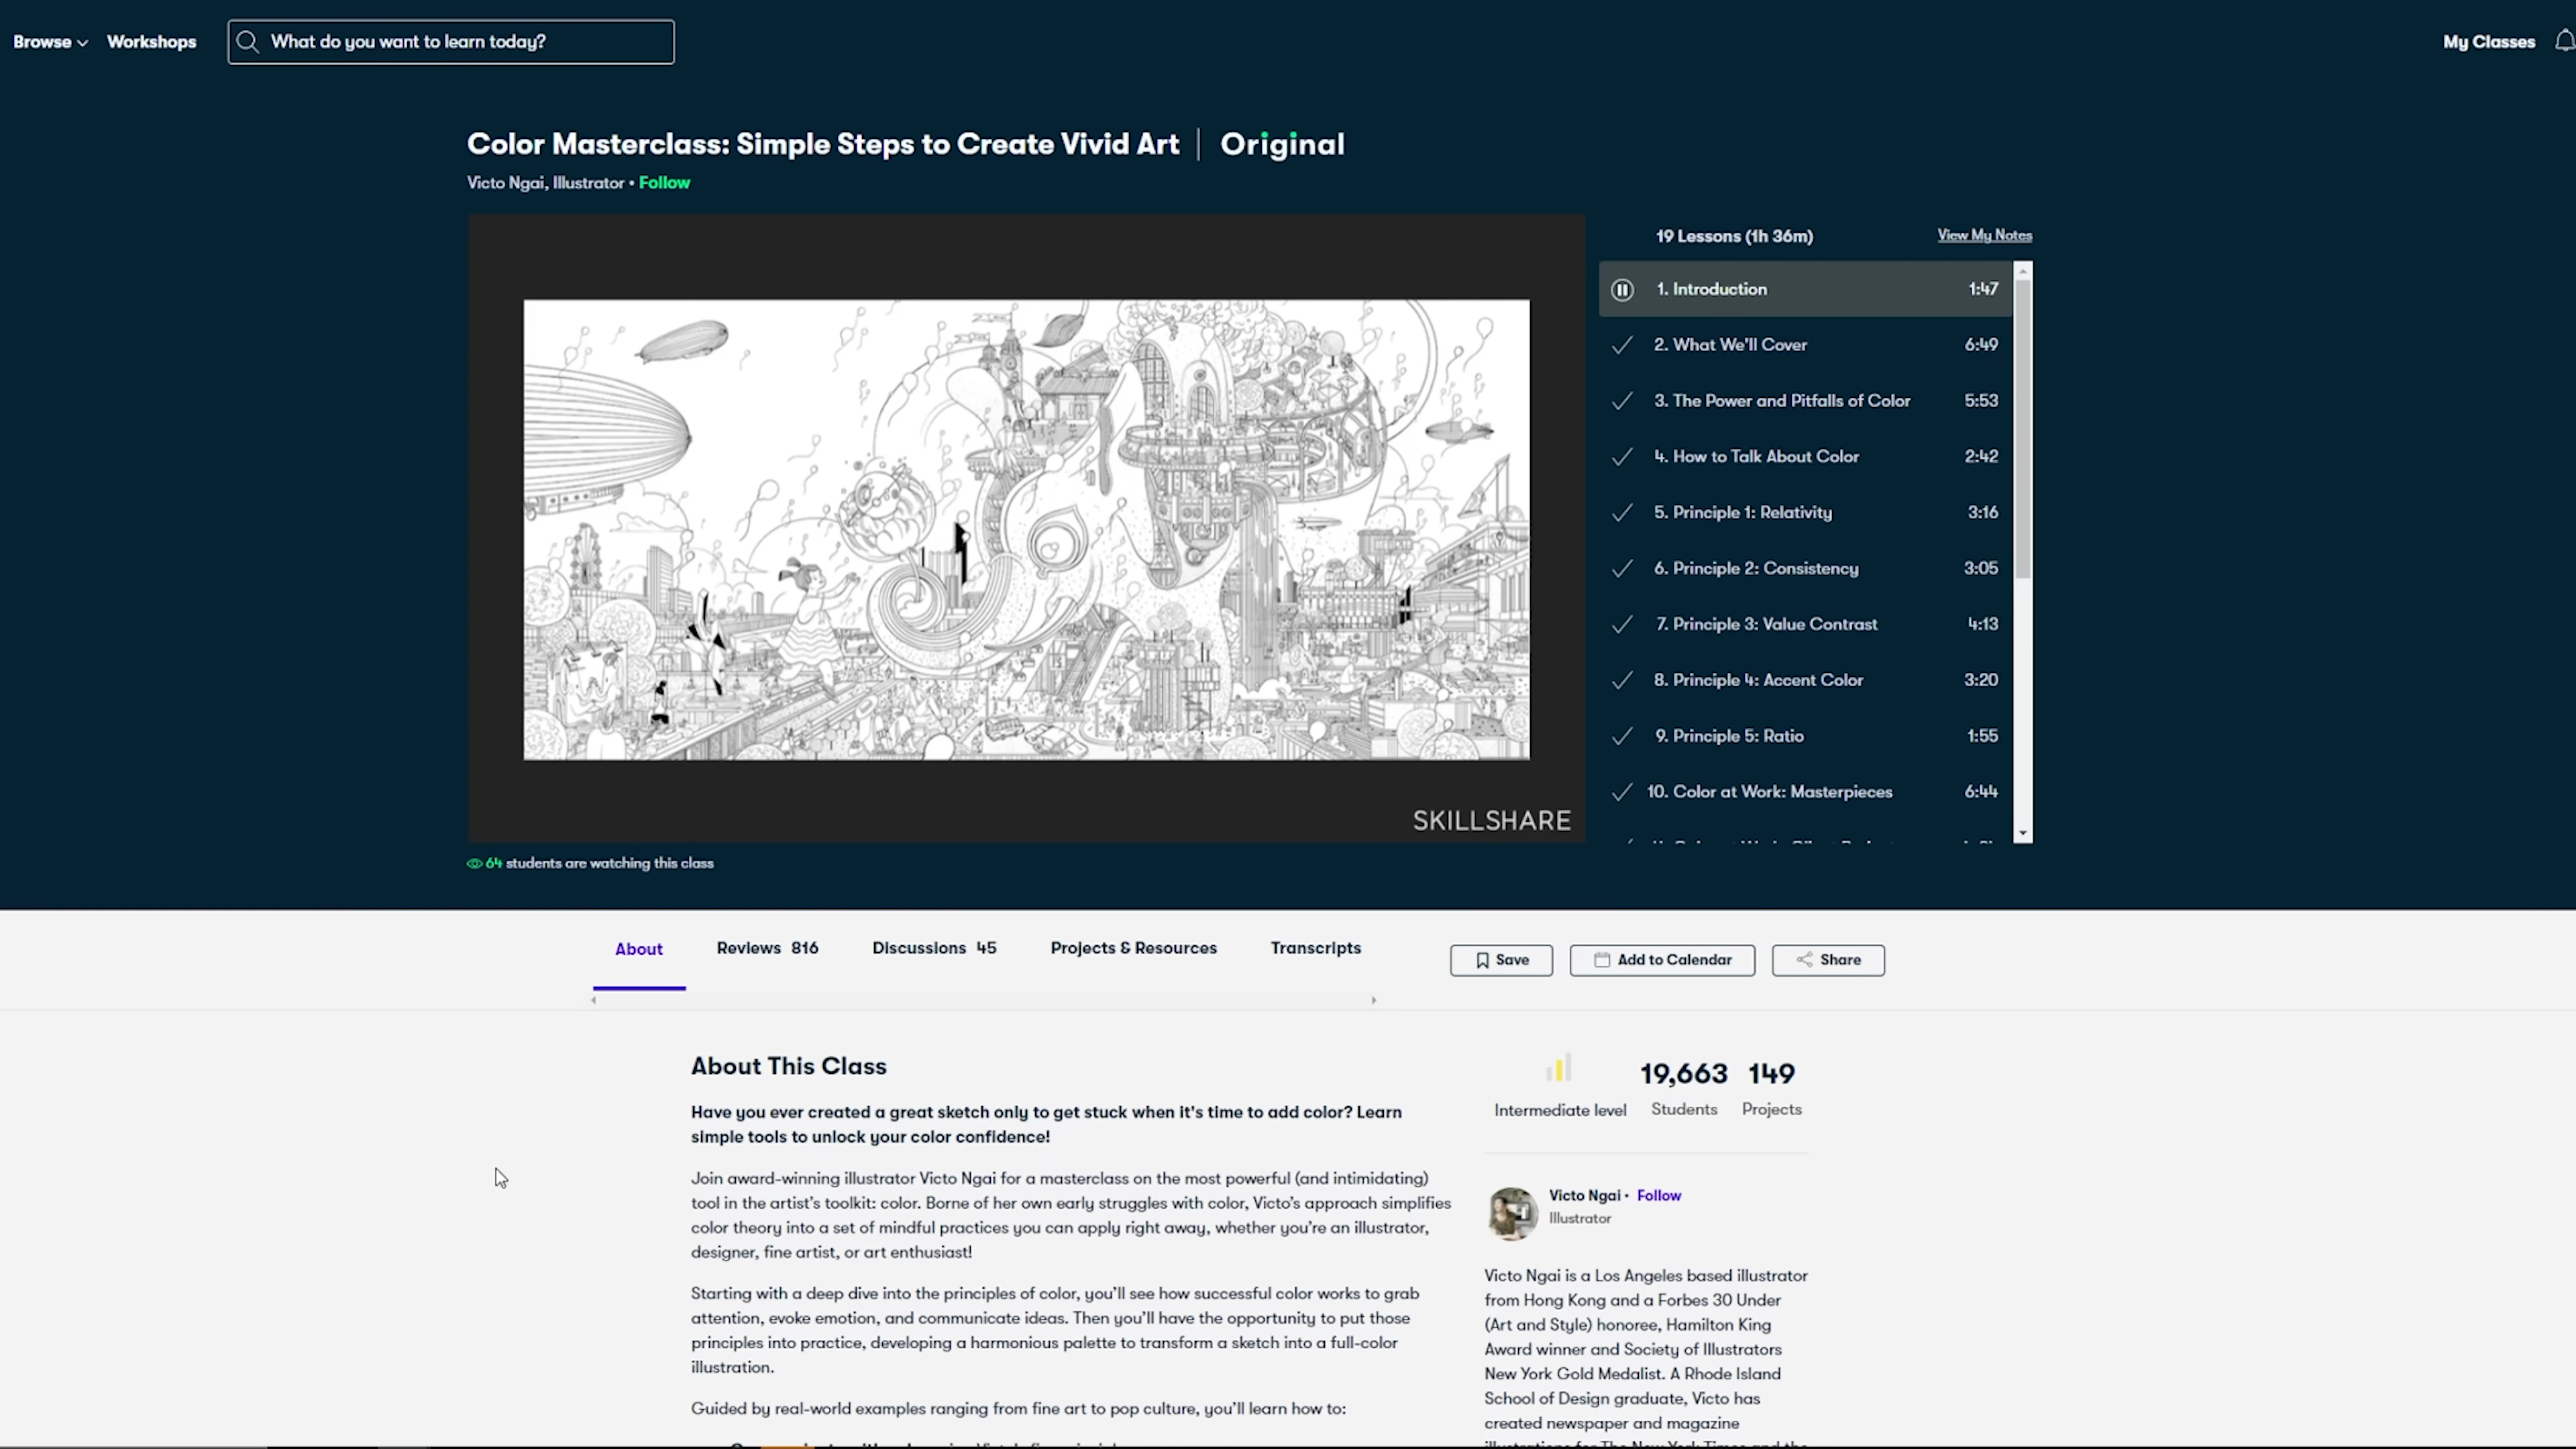 Browse Workshops What do you want to learn today? My Classes
Color Masterclass: Simple Steps to Create Vivid Art | Original
Victo Ngai, Illustrator • Follow
19 Lessons (1h 36m) View My Notes
1. Introduction 1:47
2. What We'll Cover 6:49
3. The Power and Pitfalls of Color 5:53
4. How to Talk About Color 2:42
5. Principle 1: Relativity 3:16
6. Principle 2: Consistency 3:05
7. Principle 3: Value Contrast 4:13
8. Principle 4: Accent Color 3:20
9. Principle 5: Ratio 1:55
10. Color at Work: Masterpieces 6:44
SKILLSHARE
64 students are watching this class
About Reviews 816 Discussions 45 Projects & Resources Transcripts Save Add to Calendar Share
About This Class
Have you ever created a great sketch only to get stuck when it's time to add color? Learn
simple tools to unlock your color confidence!
Join award-winning illustrator Victo Ngai for a masterclass on the most powerful (and intimidating)
tool in the artist's toolkit: color. Borne of her own early struggles with color, Victo's approach simplifies
color theory into a set of mindful practices you can apply right away, whether you're an illustrator,
designer, fine artist, or art enthusiast!
Starting with a deep dive into the principles of color, you'll see how successful color works to grab
attention, evoke emotion, and communicate ideas. Then you'll have the opportunity to put those
principles into practice, developing a harmonious palette to transform a sketch into a full-color
illustration.
Guided by real-world examples ranging from fine art to pop culture, you'll learn how to:
19,663 149
Intermediate level Students Projects
Victo Ngai • Follow
Illustrator
Victo Ngai is a Los Angeles based illustrator
from Hong Kong and a Forbes 30 Under
(Art and Style) honoree, Hamilton King
Award winner and Society of Illustrators
New York Gold Medalist. A Rhode Island
School of Design graduate, Victo has
created newspaper and magazine
illustrations for The New York Times and the